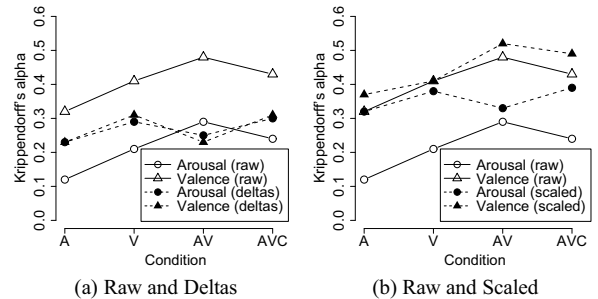 Krippendorff's alpha
0.6
0.5
0.4
0.3
0.2
0.1
0.0
Arousal (raw)
Valence (raw)
Arousal (deltas)
Valence (deltas)
A
V
AV
AVC
Condition
(a) Raw and Deltas
Krippendorff's alpha
0.6
0.5
0.4
0.3
0.2
0.1
0.0
Arousal (raw)
Valence (raw)
Arousal (scaled)
Valence (scaled)
A
V
AV
AVC
Condition
(b) Raw and Scaled